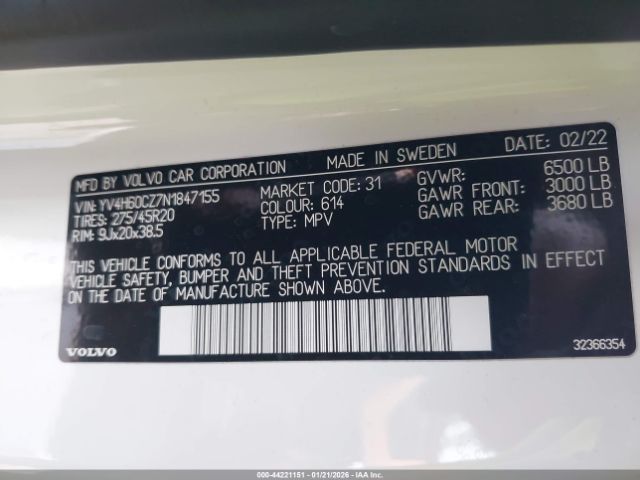 MFD BY VOLVO CAR CORPORATION MADE IN SWEDEN DATE: 02/22
VIN: YV4H60CZ7N1847155 MARKET CODE: 31 GVWR: 6500 LB
TIRES: 275/45R20 COLOUR: 614 GAWR FRONT: 3000 LB
RIM: 9Jx20x38.5 TYPE: MPV GAWR REAR: 3680 LB
THIS VEHICLE CONFORMS TO ALL APPLICABLE FEDERAL MOTOR
VEHICLE SAFETY, BUMPER AND THEFT PREVENTION STANDARDS IN EFFECT
ON THE DATE OF MANUFACTURE SHOWN ABOVE.
VOLVO 32366354
000-44221151 - 01/21/2026 - IAA Inc.